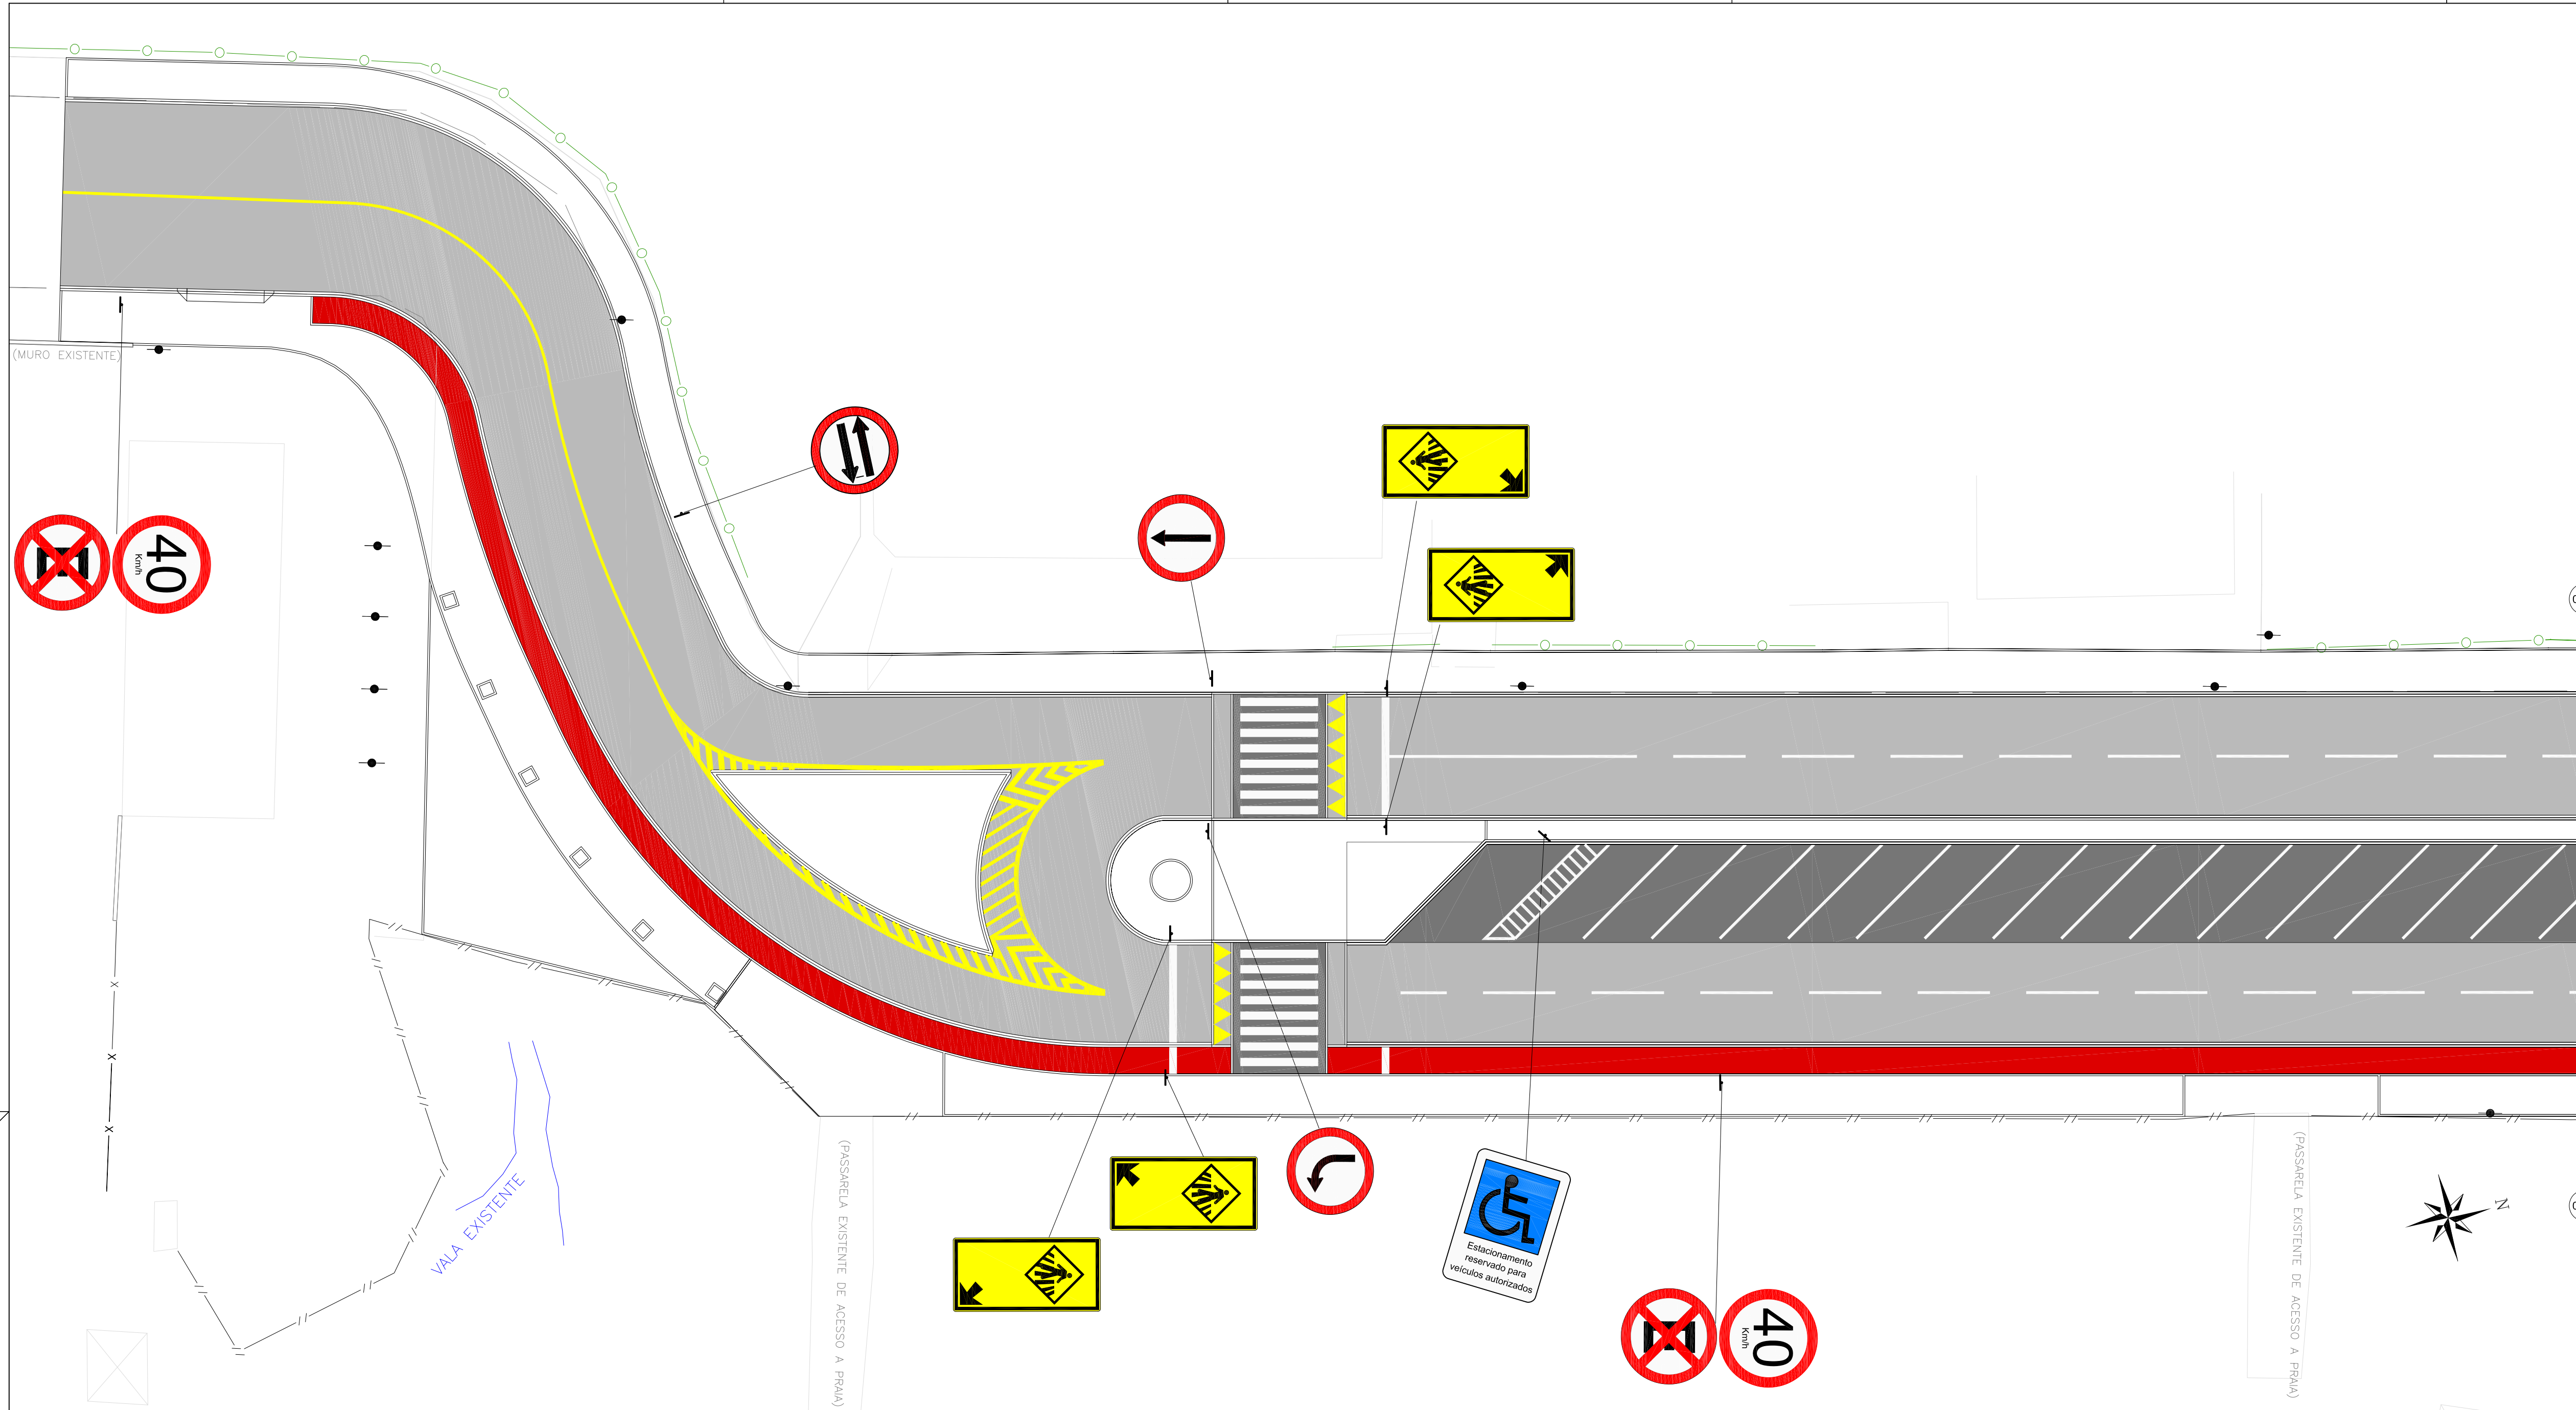 (MURO EXISTENTE)
40
Km/h
VALA EXISTENTE
(PASSARELA EXISTENTE DE ACESSO A PRAIA)
Estacionamento
reservado para
veículos autorizados
40
Km/h
(PASSARELA EXISTENTE DE ACESSO A PRAIA)
N